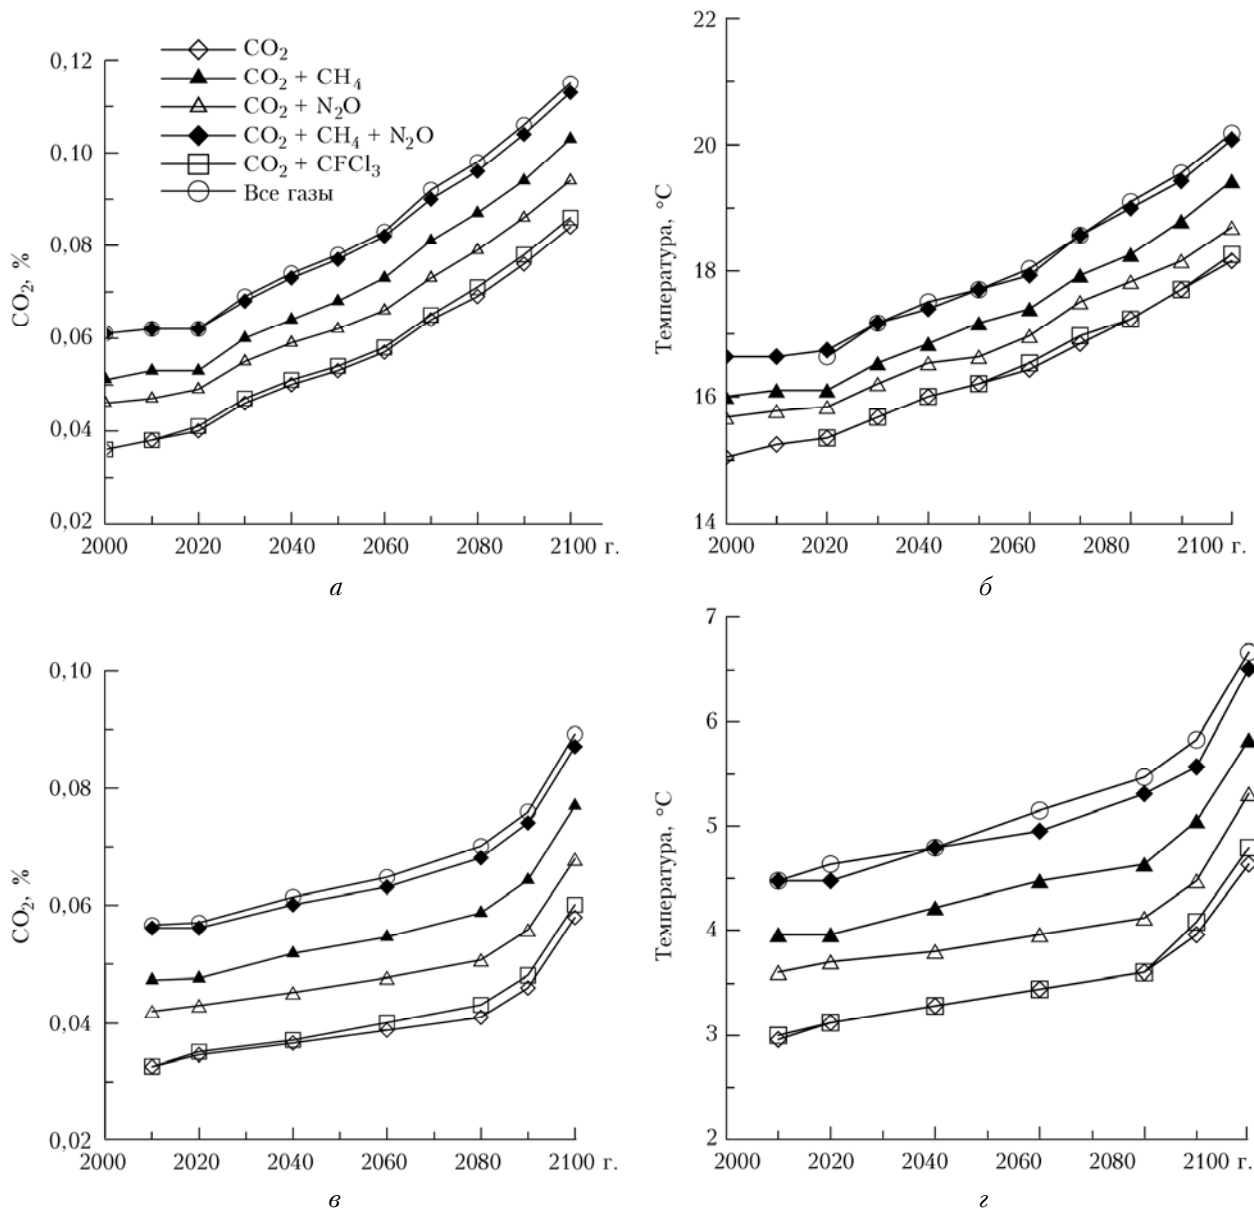 CO₂
CO₂ + CH₄
CO₂ + N₂O
CO₂ + CH₄ + N₂O
CO₂ + CFCl₃
Все газы
0,12
0,10
0,08
0,06
0,04
0,02
CO₂, %
2000 2020 2040 2060 2080 2100 г.
а
22
20
18
16
14
Температура, °C
2000 2020 2040 2060 2080 2100 г.
б
0,10
0,08
0,06
0,04
0,02
CO₂, %
2000 2020 2040 2060 2080 2100 г.
в
7
6
5
4
3
2
Температура, °C
2000 2020 2040 2060 2080 2100 г.
г